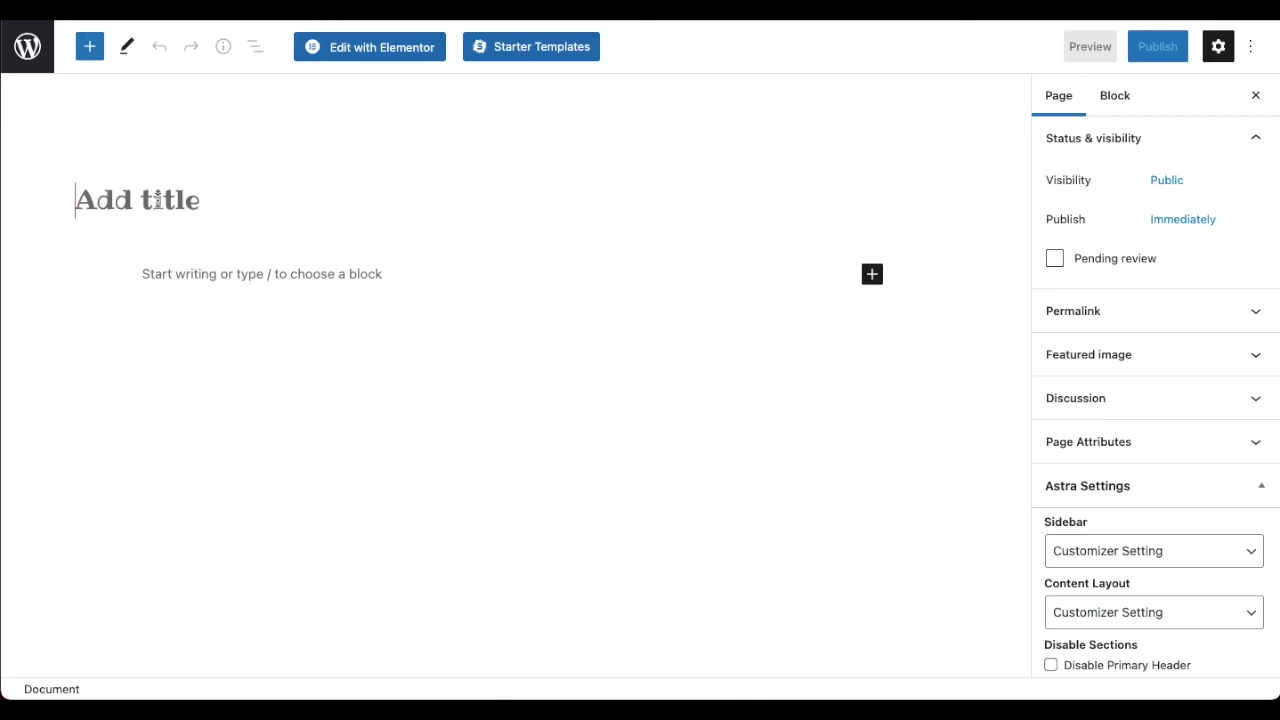 Edit with Elementor
Starter Templates
Preview
Publish
Page
Block
Add title
Start writing or type / to choose a block
Status & visibility
Visibility
Public
Publish
Immediately
Pending review
Permalink
Featured image
Discussion
Page Attributes
Astra Settings
Sidebar
Customizer Setting
Content Layout
Customizer Setting
Disable Sections
Disable Primary Header
Document